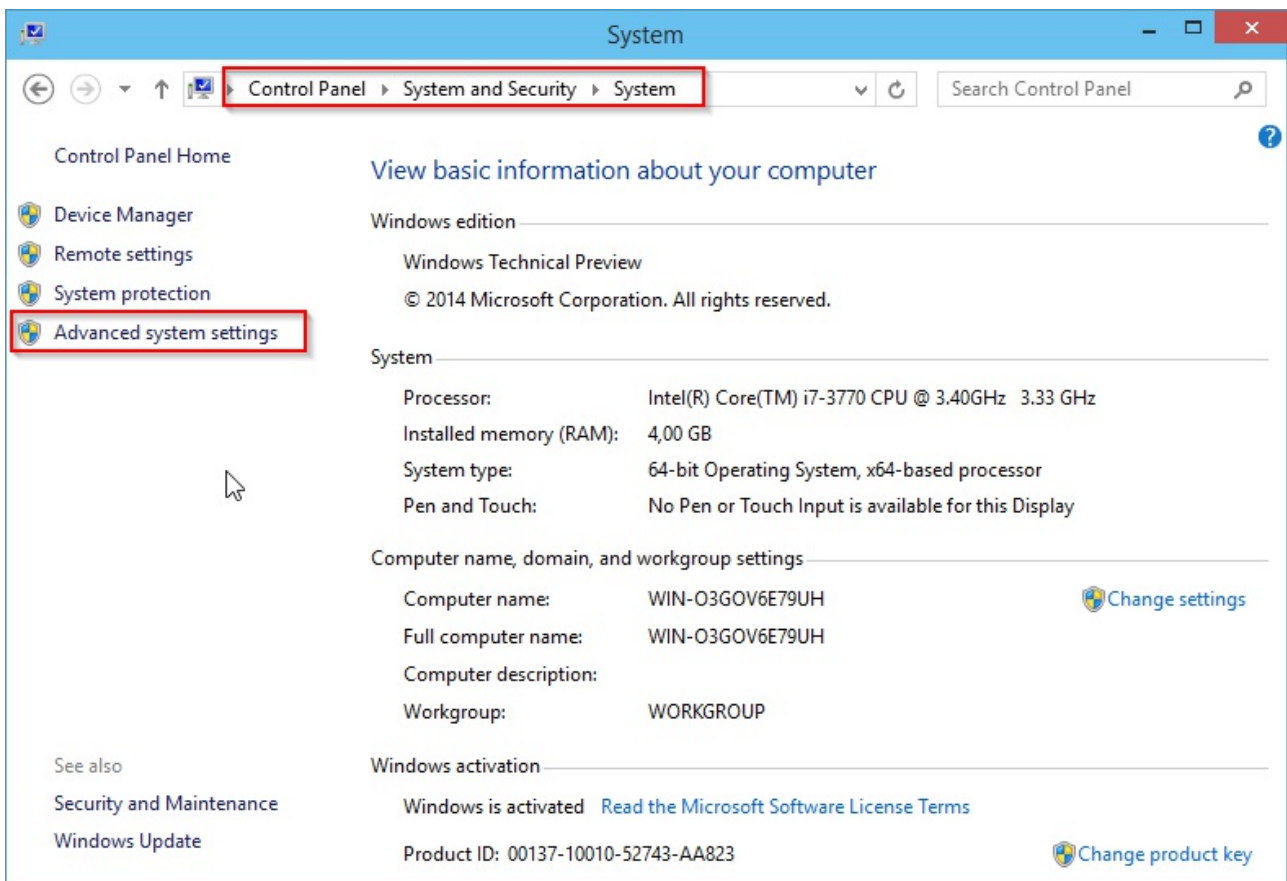 System
Control Panel System and Security System
Search Control Panel
Control Panel Home
Device Manager
Remote settings
System protection
Advanced system settings
See also
Security and Maintenance
Windows Update
View basic information about your computer
Windows edition
Windows Technical Preview
© 2014 Microsoft Corporation. All rights reserved.
System
Processor: Intel(R) Core(TM) i7-3770 CPU @ 3.40GHz 3.33 GHz
Installed memory (RAM): 4,00 GB
System type: 64-bit Operating System, x64-based processor
Pen and Touch: No Pen or Touch Input is available for this Display
Computer name, domain, and workgroup settings
Computer name: WIN-O3GOV6E79UH Change settings
Full computer name: WIN-O3GOV6E79UH
Computer description:
Workgroup: WORKGROUP
Windows activation
Windows is activated Read the Microsoft Software License Terms
Product ID: 00137-10010-52743-AA823 Change product key